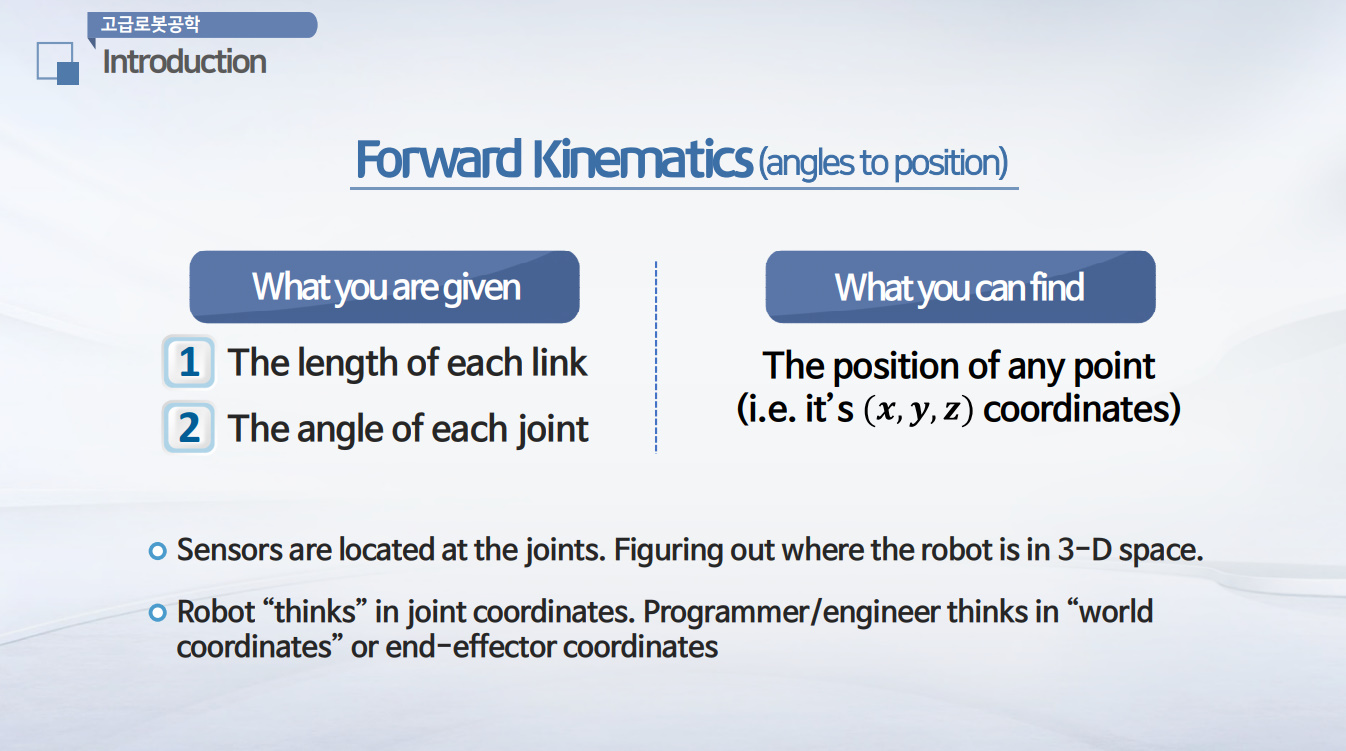 고급로봇공학
Introduction
Forward Kinematics (angles to position)
What you are given
1 The length of each link
2 The angle of each joint
What you can find
The position of any point
(i.e. it's (x, y, z) coordinates)
Sensors are located at the joints. Figuring out where the robot is in 3-D space.
Robot “thinks” in joint coordinates. Programmer/engineer thinks in “world
coordinates” or end-effector coordinates